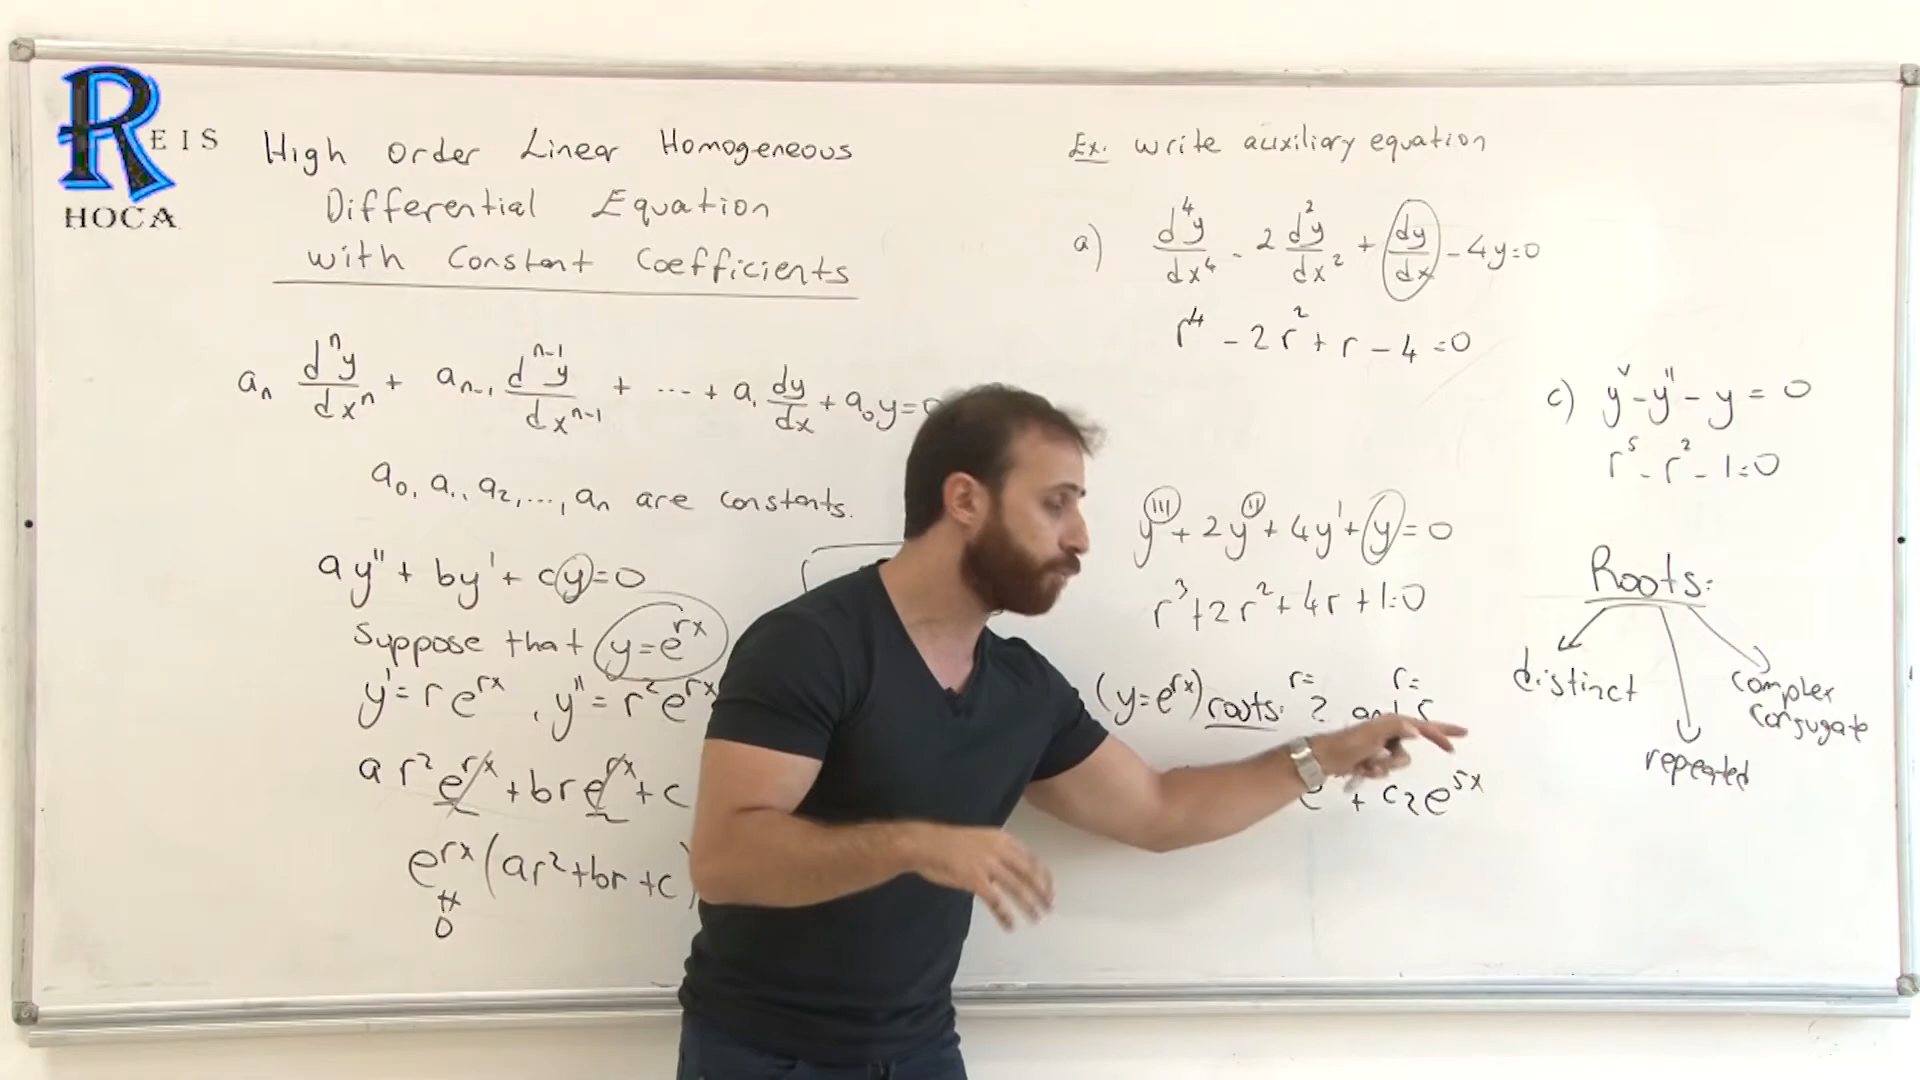 REIS
HOCA
High Order Linear Homogeneous
Differential Equation
with Constant Coefficients
aₙ dⁿy/dxⁿ + aₙ₋₁ dⁿ⁻¹y/dxⁿ⁻¹ + ... + a₁ dy/dx + a₀y=0
a₀, a₁, a₂, ..., aₙ are constants.
ay'' + by' + cy=0
Suppose that y=e^(rx)
y'= re^(rx), y''= r²e^(rx)
ar²e^(rx) + bre^(rx) + c
e^(rx)(ar²+br+c)
≠
0
Ex. write auxiliary equation
a) d⁴y/dx⁴ - 2 d²y/dx² + dy/dx - 4y=0
r⁴ - 2r² + r - 4 =0
y''' + 2y'' + 4y' + y = 0
r³+2r²+4r+1=0
(y=e^(rx)) roots: r= 2 and r=
+ c₂e^(5x)
c) yⱽ - y'' - y = 0
r⁵ - r² - 1=0
Roots:
distinct
repeated
complex
conjugate